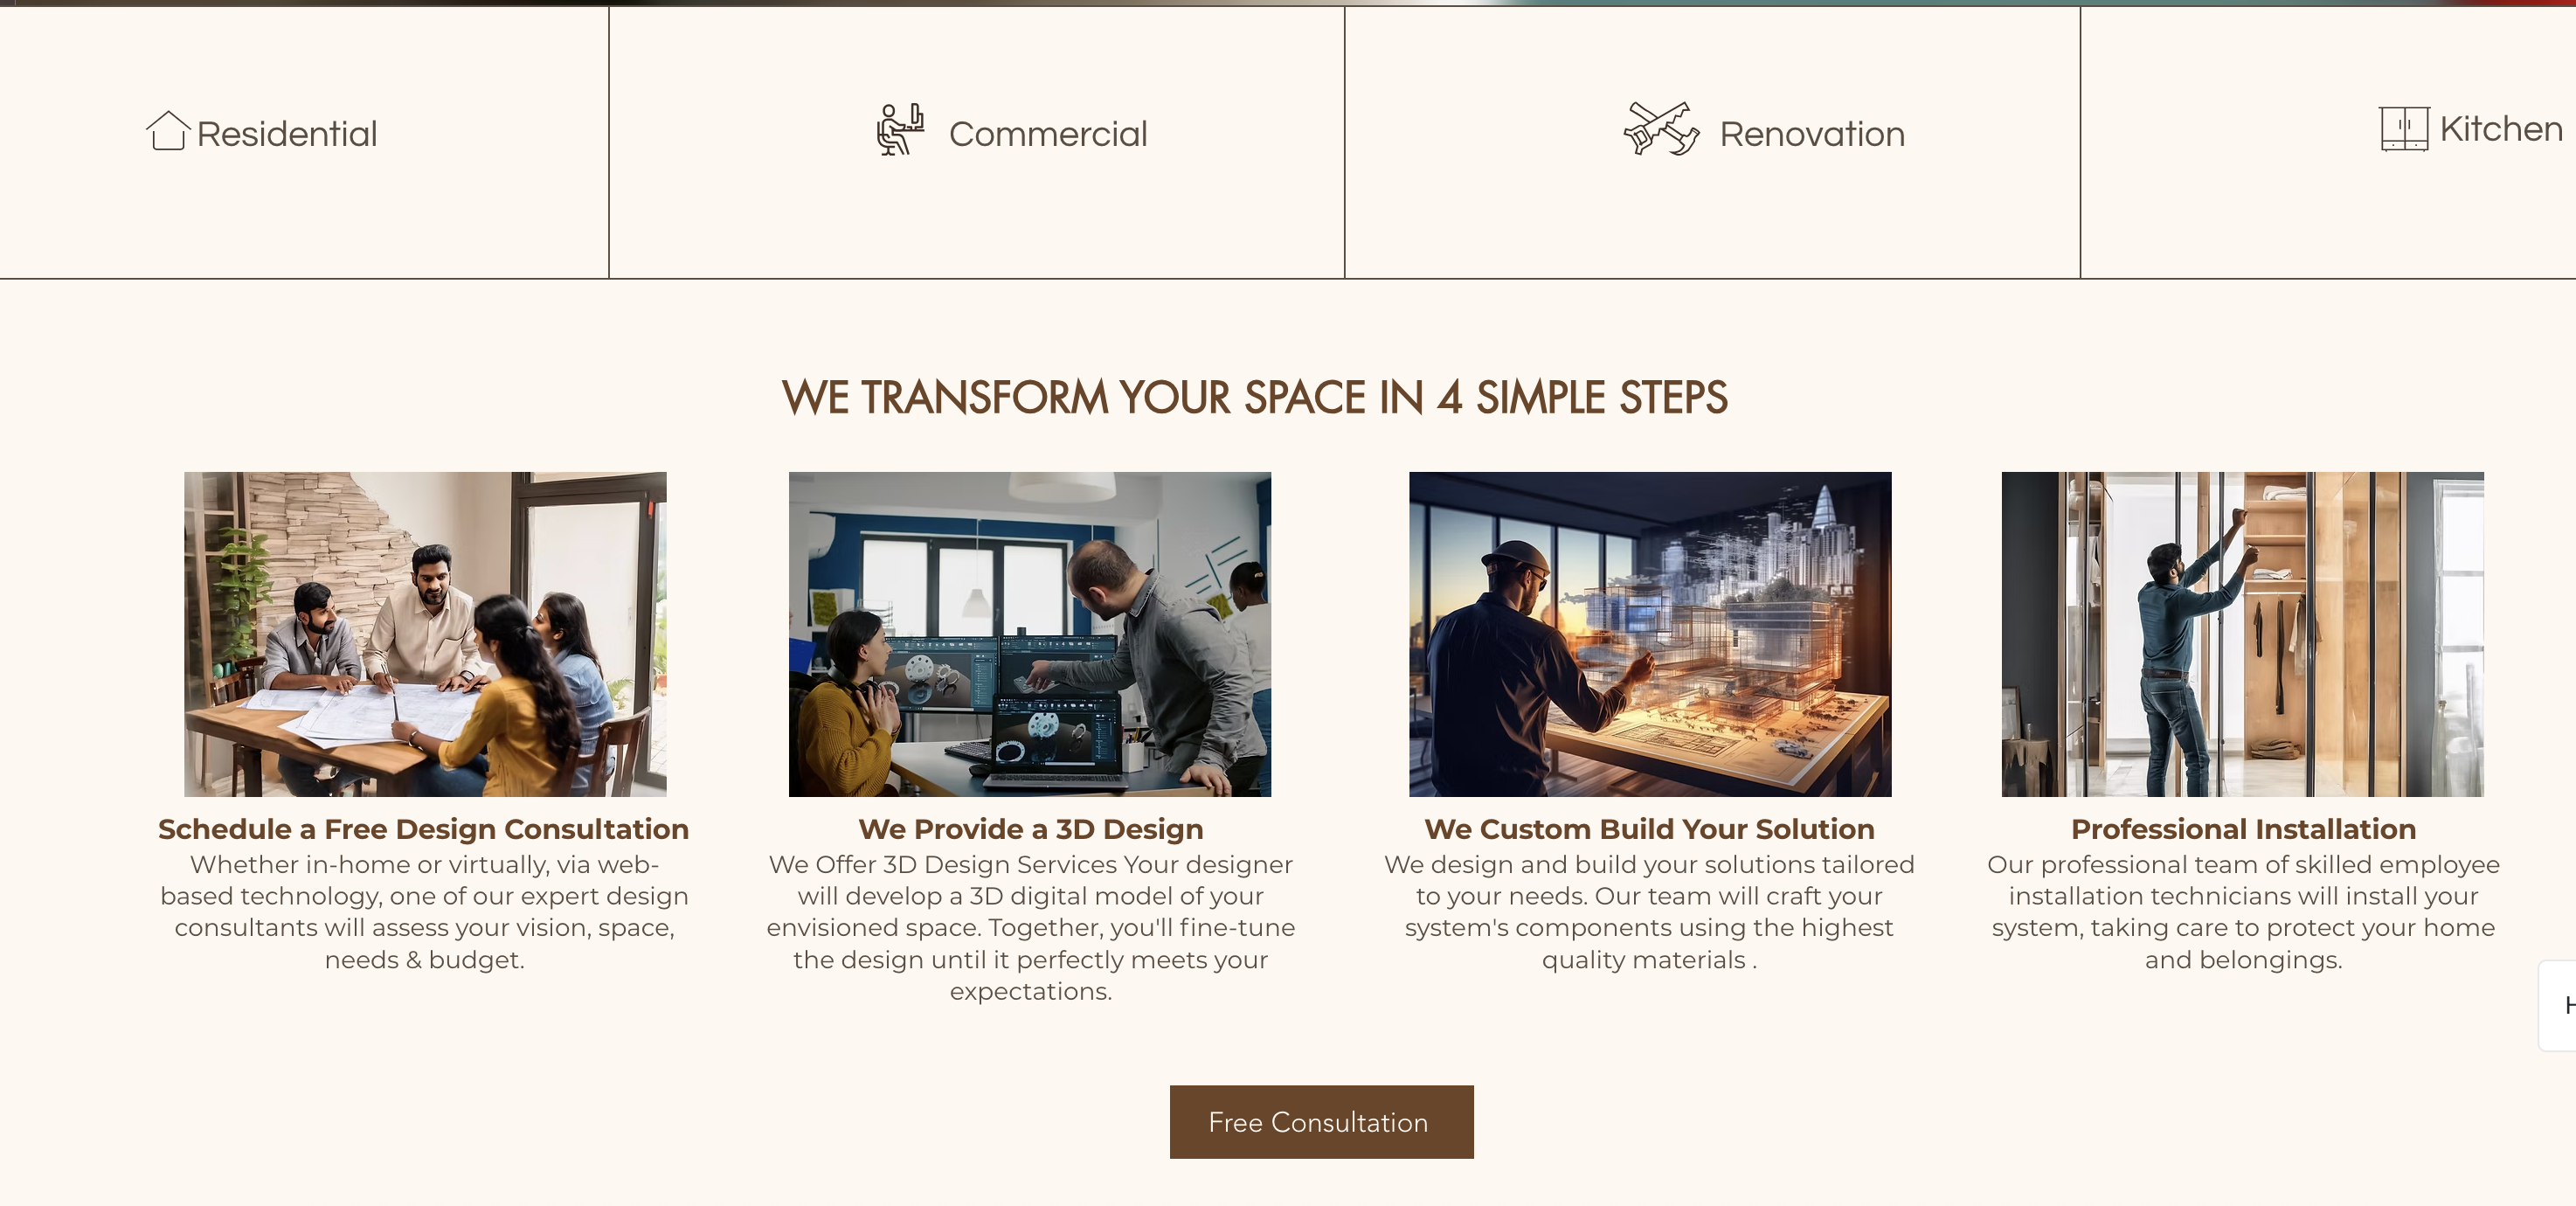 Residential
Commercial
Renovation
Kitchen
WE TRANSFORM YOUR SPACE IN 4 SIMPLE STEPS
Schedule a Free Design Consultation
Whether in-home or virtually, via web-
based technology, one of our expert design
consultants will assess your vision, space,
needs & budget.
We Provide a 3D Design
We Offer 3D Design Services Your designer
will develop a 3D digital model of your
envisioned space. Together, you'll fine-tune
the design until it perfectly meets your
expectations.
We Custom Build Your Solution
We design and build your solutions tailored
to your needs. Our team will craft your
system's components using the highest
quality materials .
Professional Installation
Our professional team of skilled employee
installation technicians will install your
system, taking care to protect your home
and belongings.
Free Consultation